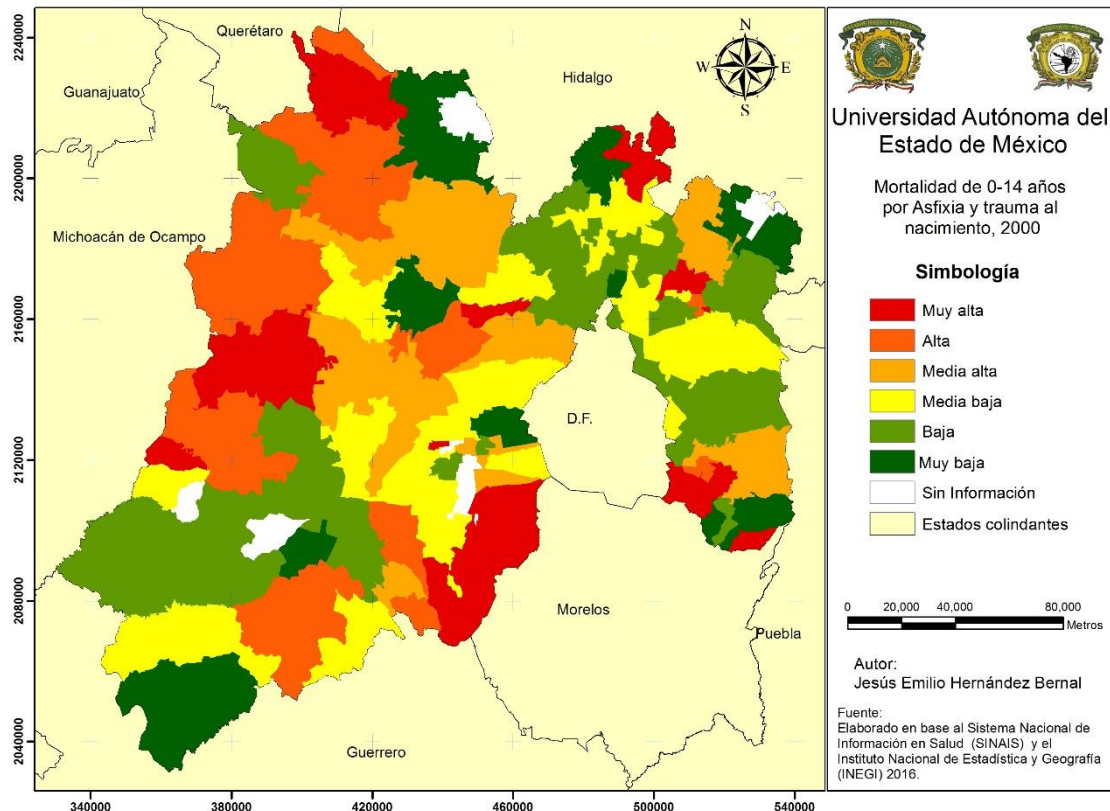 Querétaro
Guanajuato
Hidalgo
Michoacán de Ocampo
D.F.
Morelos
Puebla
Guerrero
N
W
E
S
2240000
2200000
2160000
2120000
2080000
2040000
340000
380000
420000
460000
500000
540000
Universidad Autónoma del
Estado de México
Mortalidad de 0-14 años
por Asfixia y trauma al
nacimiento, 2000
Simbología
Muy alta
Alta
Media alta
Media baja
Baja
Muy baja
Sin Información
Estados colindantes
0 20,000 40,000 80,000
Metros
Autor:
Jesús Emilio Hernández Bernal
Fuente:
Elaborado en base al Sistema Nacional de
Información en Salud (SINAIS) y el
Instituto Nacional de Estadística y Geografía
(INEGI) 2016.